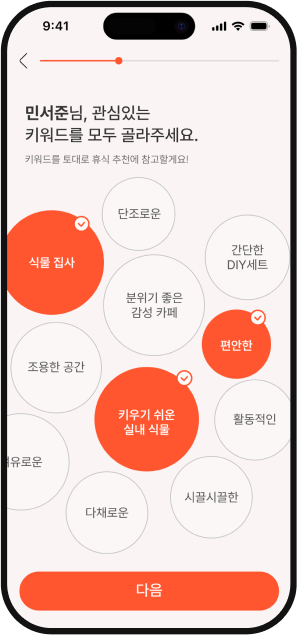 9:41
민서준님, 관심있는
키워드를 모두 골라주세요.
키워드를 토대로 휴식 추천에 참고할게요!
단조로운
식물 집사
간단한
DIY세트
분위기 좋은
감성 카페
편안한
조용한 공간
키우기 쉬운
실내 식물
활동적인
유로운
시끌시끌한
다채로운
다음